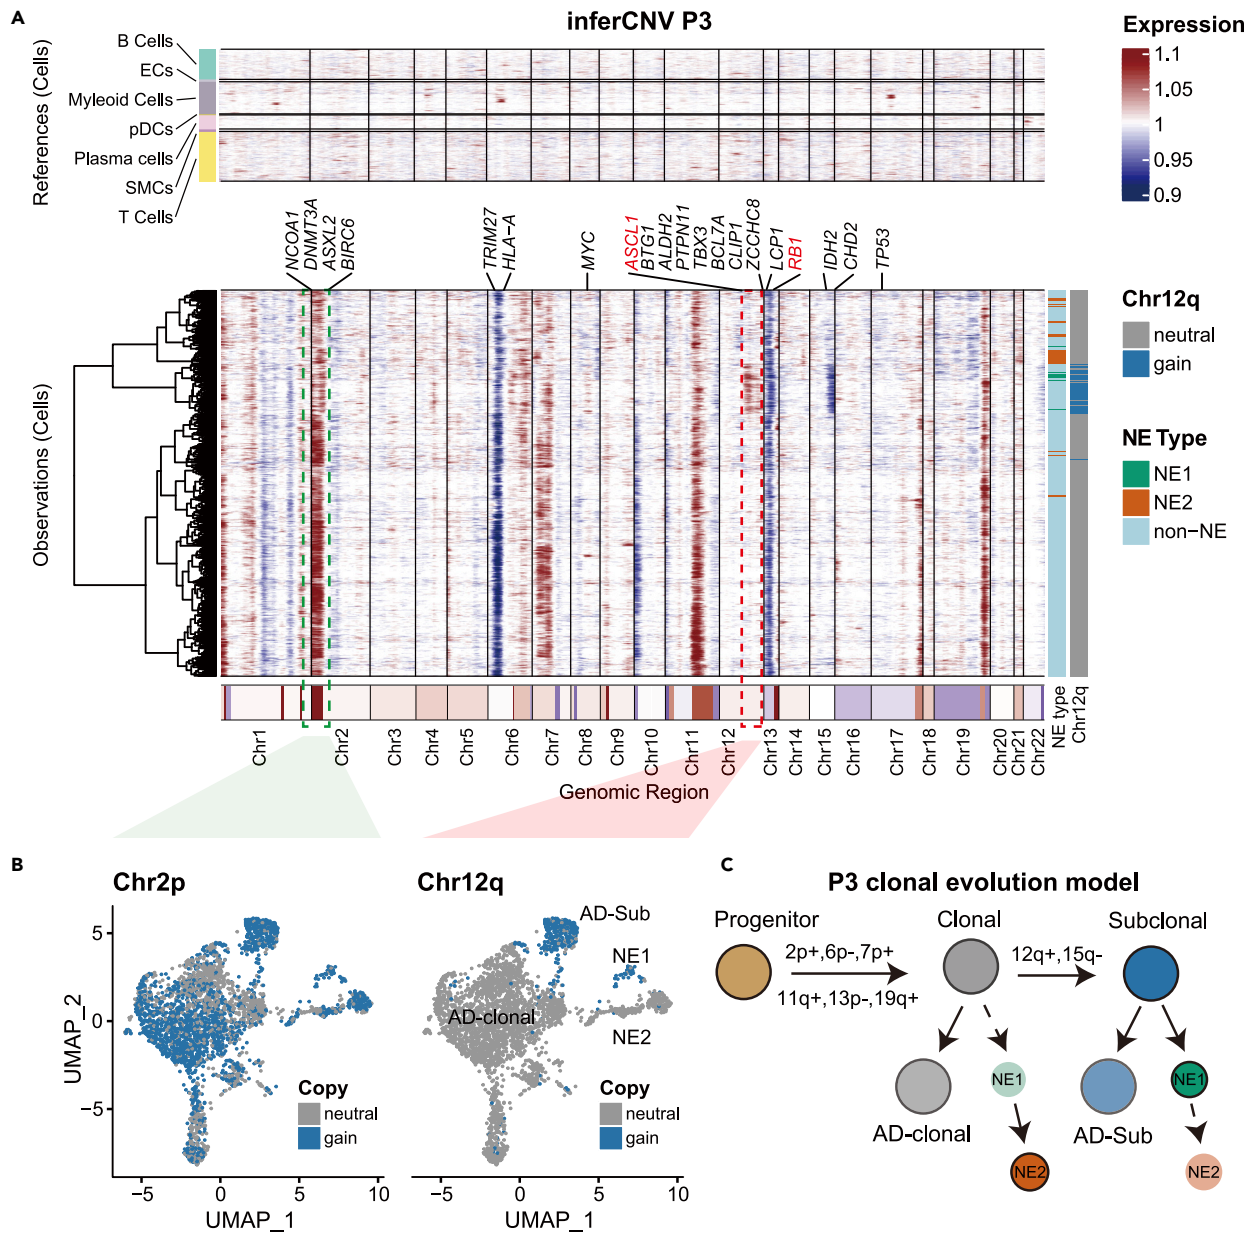 A
inferCNV P3
Expression
References (Cells)
B Cells
ECs
Myleoid Cells
pDCs
Plasma cells
SMCs
T Cells
1.1
1.05
1
0.95
0.9
NCOA1
DNMT3A
ASXL2
BIRC6
TRIM27
HLA-A
MYC
ASCL1
BTG1
ALDH2
PTPN11
TBX3
BCL7A
CLIP1
ZCCHC8
LCP1
RB1
IDH2
CHD2
TP53
Observations (Cells)
Chr12q
neutral
gain
NE Type
NE1
NE2
non-NE
Chr1
Chr2
Chr3
Chr4
Chr5
Chr6
Chr7
Chr8
Chr9
Chr10
Chr11
Chr12
Chr13
Chr14
Chr15
Chr16
Chr17
Chr18
Chr19
Chr20
Chr21
Chr22
NE type
Chr12q
Genomic Region
B
Chr2p
UMAP_2
5
0
−5
−5
0
5
10
UMAP_1
Copy
neutral
gain
Chr12q
AD-Sub
NE1
AD-clonal
NE2
Copy
neutral
gain
−5
0
5
10
UMAP_1
C
P3 clonal evolution model
Progenitor
Clonal
Subclonal
2p+,6p-,7p+
11q+,13p-,19q+
12q+,15q-
NE1
NE1
AD-clonal
AD-Sub
NE2
NE2